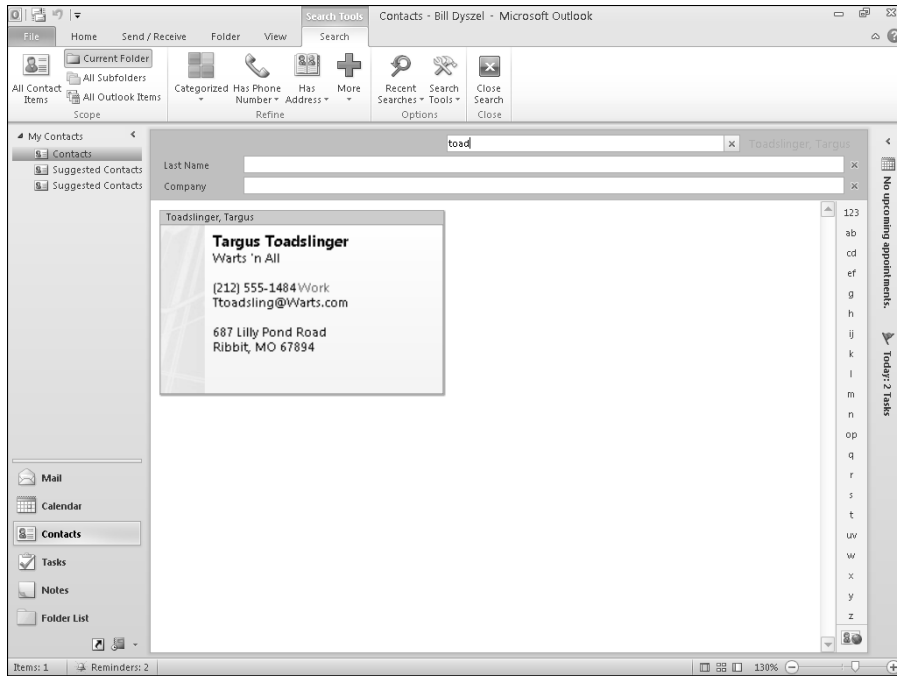 Search Tools
Contacts - Bill Dyszel - Microsoft Outlook
File Home Send / Receive Folder View Search
All Contact Items
Current Folder
All Subfolders
All Outlook Items
Scope
Categorized
Has Phone Number
Has Address
More
Refine
Recent Searches
Search Tools
Options
Close Search
Close
My Contacts
Contacts
Suggested Contacts
Suggested Contacts
toad
Toadslinger, Targus
Last Name
Company
Toadslinger, Targus
Targus Toadslinger
Warts 'n All
(212) 555-1484 Work
Ttoadsling@Warts.com
687 Lilly Pond Road
Ribbit, MO 67894
123
ab
cd
ef
g
h
ij
k
l
m
n
op
q
r
s
t
uv
w
x
y
z
No upcoming appointments.
Today: 2 Tasks
Mail
Calendar
Contacts
Tasks
Notes
Folder List
Items: 1
Reminders: 2
130%